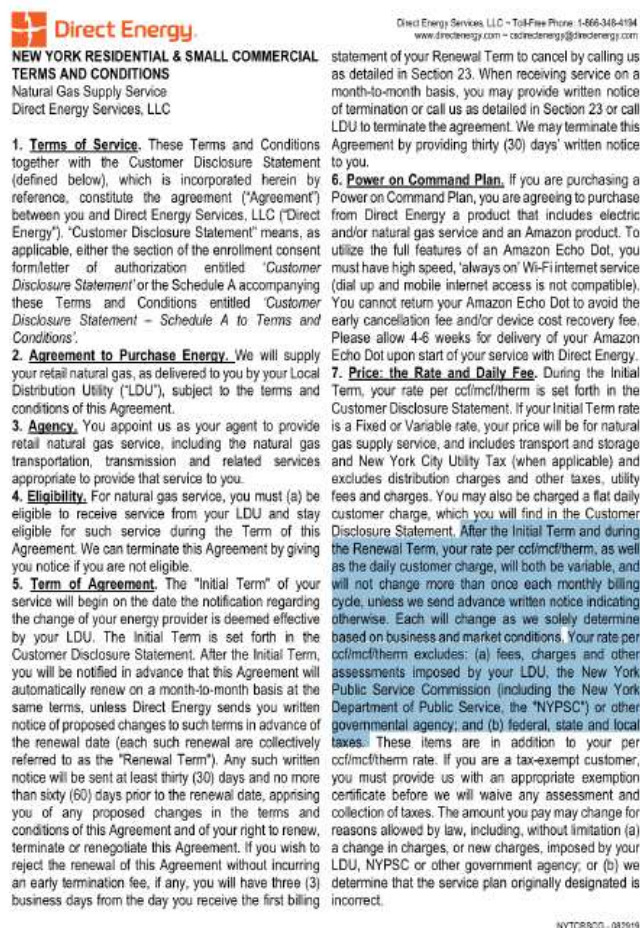 Direct Energy.
Direct Energy Services, LLC ~ Toll-Free Phone: 1-866-348-4194
www.directenergy.com ~ csdirectenergy@directenergy.com
NEW YORK RESIDENTIAL & SMALL COMMERCIAL
TERMS AND CONDITIONS
Natural Gas Supply Service
Direct Energy Services, LLC
1. Terms of Service. These Terms and Conditions
together with the Customer Disclosure Statement
(defined below), which is incorporated herein by
reference, constitute the agreement ("Agreement")
between you and Direct Energy Services, LLC ("Direct
Energy"). "Customer Disclosure Statement" means, as
applicable, either the section of the enrollment consent
form/letter of authorization entitled 'Customer
Disclosure Statement' or the Schedule A accompanying
these Terms and Conditions entitled 'Customer
Disclosure Statement – Schedule A to Terms and
Conditions'.
2. Agreement to Purchase Energy. We will supply
your retail natural gas, as delivered to you by your Local
Distribution Utility ("LDU"), subject to the terms and
conditions of this Agreement.
3. Agency. You appoint us as your agent to provide
retail natural gas service, including the natural gas
transportation, transmission and related services
appropriate to provide that service to you.
4. Eligibility. For natural gas service, you must (a) be
eligible to receive service from your LDU and stay
eligible for such service during the Term of this
Agreement. We can terminate this Agreement by giving
you notice if you are not eligible.
5. Term of Agreement. The "Initial Term" of your
service will begin on the date the notification regarding
the change of your energy provider is deemed effective
by your LDU. The Initial Term is set forth in the
Customer Disclosure Statement. After the Initial Term,
you will be notified in advance that this Agreement will
automatically renew on a month-to-month basis at the
same terms, unless Direct Energy sends you written
notice of proposed changes to such terms in advance of
the renewal date (each such renewal are collectively
referred to as the "Renewal Term"). Any such written
notice will be sent at least thirty (30) days and no more
than sixty (60) days prior to the renewal date, apprising
you of any proposed changes in the terms and
conditions of this Agreement and of your right to renew,
terminate or renegotiate this Agreement. If you wish to
reject the renewal of this Agreement without incurring
an early termination fee, if any, you will have three (3)
business days from the day you receive the first billing
statement of your Renewal Term to cancel by calling us
as detailed in Section 23. When receiving service on a
month-to-month basis, you may provide written notice
of termination or call us as detailed in Section 23 or call
LDU to terminate the agreement. We may terminate this
Agreement by providing thirty (30) days' written notice
to you.
6. Power on Command Plan. If you are purchasing a
Power on Command Plan, you are agreeing to purchase
from Direct Energy a product that includes electric
and/or natural gas service and an Amazon product. To
utilize the full features of an Amazon Echo Dot, you
must have high speed, 'always on' Wi-Fi internet service
(dial up and mobile internet access is not compatible).
You cannot return your Amazon Echo Dot to avoid the
early cancellation fee and/or device cost recovery fee.
Please allow 4-6 weeks for delivery of your Amazon
Echo Dot upon start of your service with Direct Energy.
7. Price: the Rate and Daily Fee. During the Initial
Term, your rate per ccf/mcf/therm is set forth in the
Customer Disclosure Statement. If your Initial Term rate
is a Fixed or Variable rate, your price will be for natural
gas supply service, and includes transport and storage
and New York City Utility Tax (when applicable) and
excludes distribution charges and other taxes, utility
fees and charges. You may also be charged a flat daily
customer charge, which you will find in the Customer
Disclosure Statement. After the Initial Term and during
the Renewal Term, your rate per ccf/mcf/therm, as well
as the daily customer charge, will both be variable, and
will not change more than once each monthly billing
cycle, unless we send advance written notice indicating
otherwise. Each will change as we solely determine
based on business and market conditions. Your rate per
ccf/mcf/therm excludes: (a) fees, charges and other
assessments imposed by your LDU, the New York
Public Service Commission (including the New York
Department of Public Service, the "NYPSC") or other
governmental agency; and (b) federal, state and local
taxes. These items are in addition to your per
ccf/mcf/therm rate. If you are a tax-exempt customer,
you must provide us with an appropriate exemption
certificate before we will waive any assessment and
collection of taxes. The amount you pay may change for
reasons allowed by law, including, without limitation (a)
a change in charges, or new charges, imposed by your
LDU, NYPSC or other government agency; or (b) we
determine that the service plan originally designated is
incorrect.
NYTCRSCG - 082919